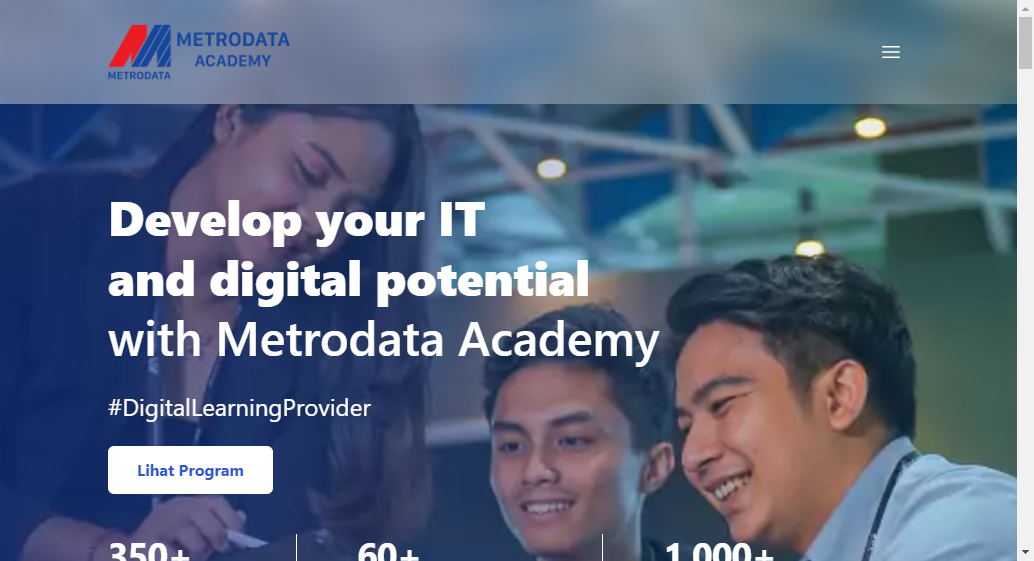 METRODATA
ACADEMY
METRODATA
Develop your IT
and digital potential
with Metrodata Academy
#DigitalLearningProvider
Lihat Program
350+
60+
1.000+